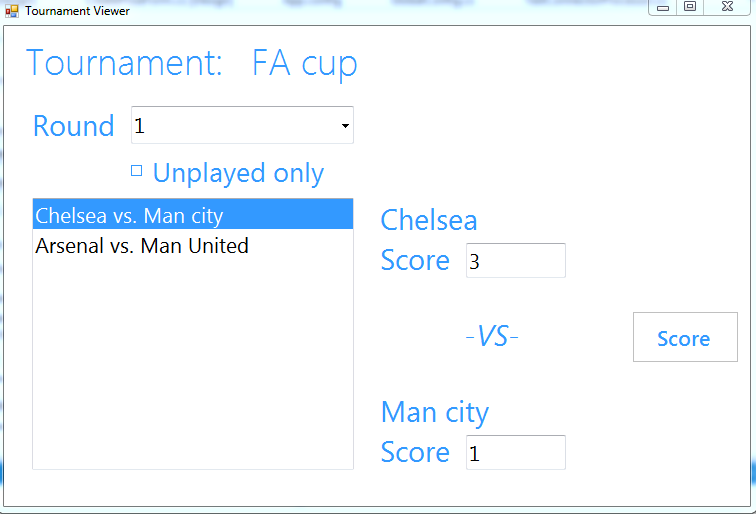 Tournament Viewer
Tournament: FA cup
Round 1
Unplayed only
Chelsea vs. Man city
Arsenal vs. Man United
Chelsea
Score 3
-VS-
Score
Man city
Score 1